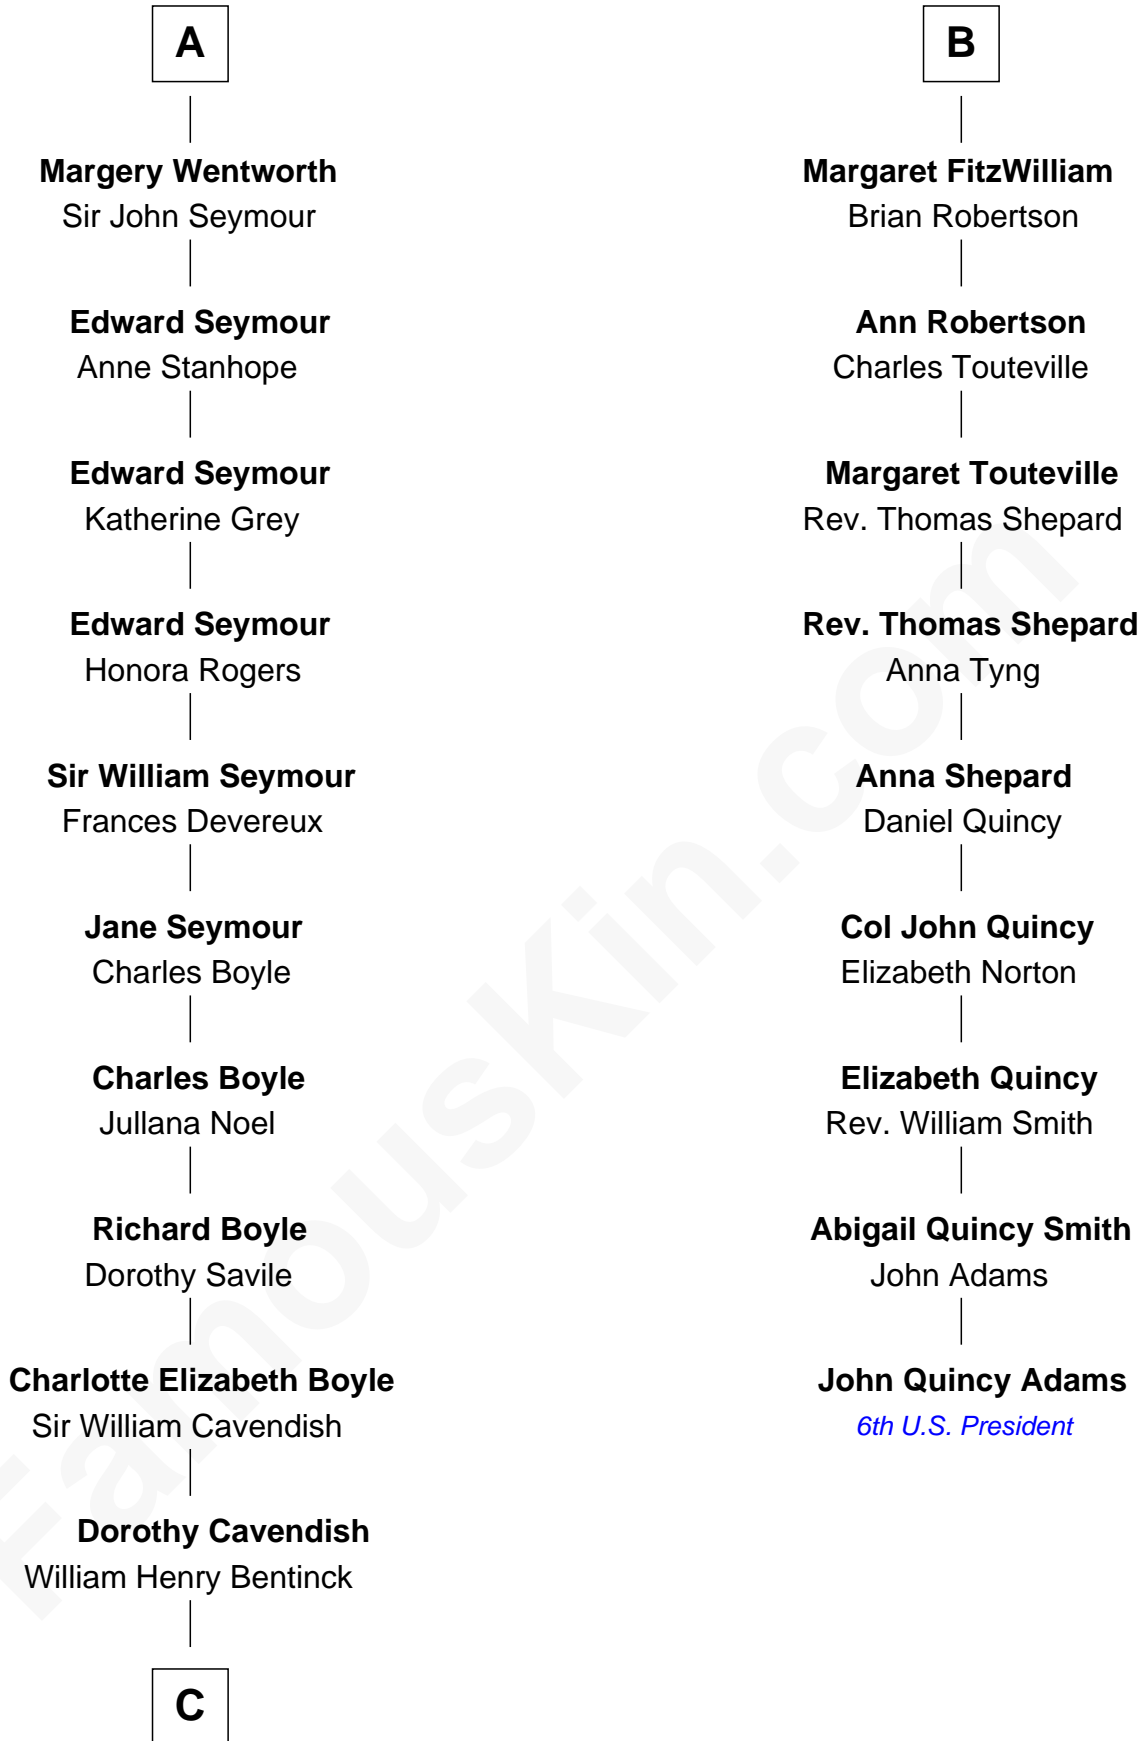 A
Margery Wentworth
Sir John Seymour
Edward Seymour
Anne Stanhope
Edward Seymour
Katherine Grey
Edward Seymour
Honora Rogers
Sir William Seymour
Frances Devereux
Jane Seymour
Charles Boyle
Charles Boyle
Jullana Noel
Richard Boyle
Dorothy Savile
Charlotte Elizabeth Boyle
Sir William Cavendish
Dorothy Cavendish
William Henry Bentinck
C
B
Margaret FitzWilliam
Brian Robertson
Ann Robertson
Charles Touteville
Margaret Touteville
Rev. Thomas Shepard
Rev. Thomas Shepard
Anna Tyng
Anna Shepard
Daniel Quincy
Col John Quincy
Elizabeth Norton
Elizabeth Quincy
Rev. William Smith
Abigail Quincy Smith
John Adams
John Quincy Adams
6th U.S. President
FamousKin.com